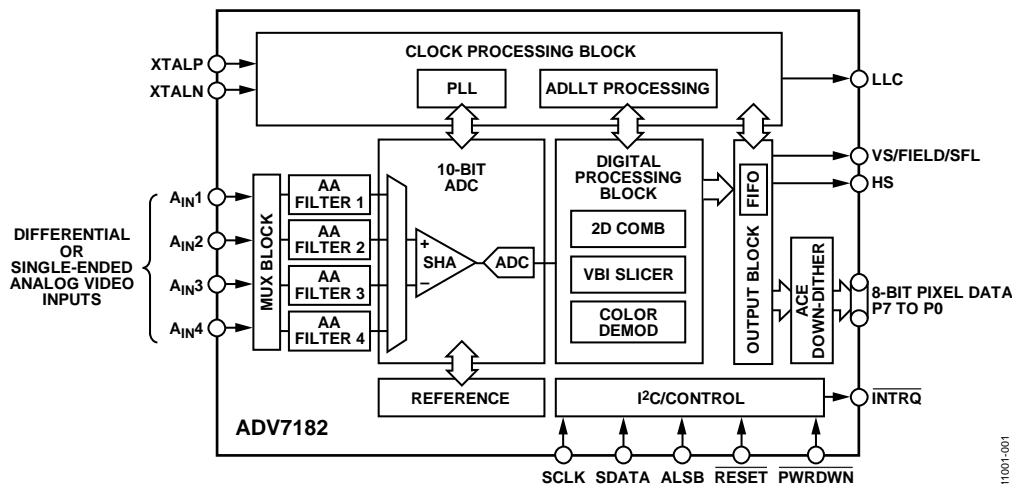 CLOCK PROCESSING BLOCK
XTALP
XTALN
PLL
ADLLT PROCESSING
LLC
10-BIT
ADC
DIGITAL
PROCESSING
BLOCK
2D COMB
VBI SLICER
COLOR
DEMOD
OUTPUT BLOCK
FIFO
VS/FIELD/SFL
HS
DIFFERENTIAL
OR
SINGLE-ENDED
ANALOG VIDEO
INPUTS
AIN1
AIN2
AIN3
AIN4
MUX BLOCK
AA
FILTER 1
AA
FILTER 2
AA
FILTER 3
AA
FILTER 4
+
SHA
–
ADC
ACE
DOWN-DITHER
8-BIT PIXEL DATA
P7 TO P0
REFERENCE
I2C/CONTROL
INTRQ
ADV7182
SCLK SDATA ALSB RESET PWRDWN
11001-001